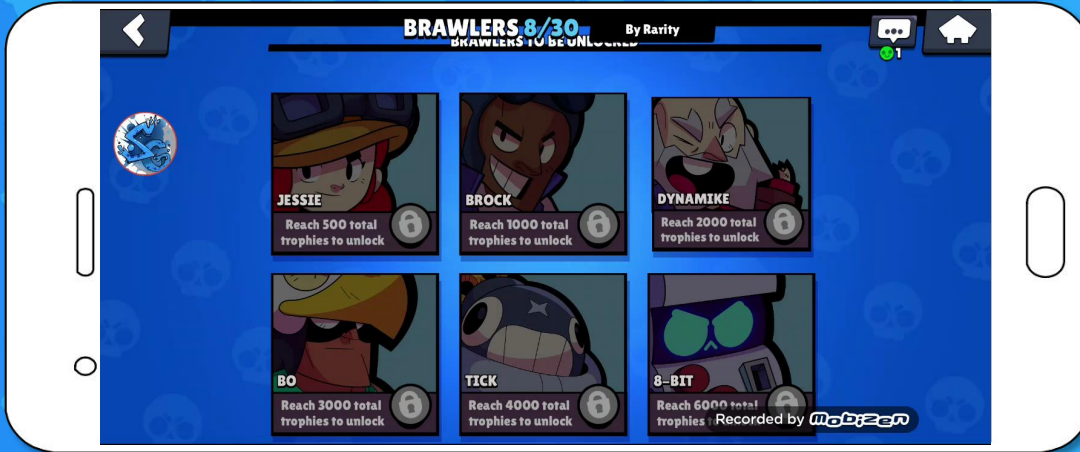 BRAWLERS 8/30
By Rarity
BRAWLERS TO BE UNLOCKED
1
JESSIE
Reach 500 total
trophies to unlock
BROCK
Reach 1000 total
trophies to unlock
DYNAMIKE
Reach 2000 total
trophies to unlock
BO
Reach 3000 total
trophies to unlock
TICK
Reach 4000 total
trophies to unlock
8-BIT
Reach 6000 total
trophies
Recorded by Mobizen